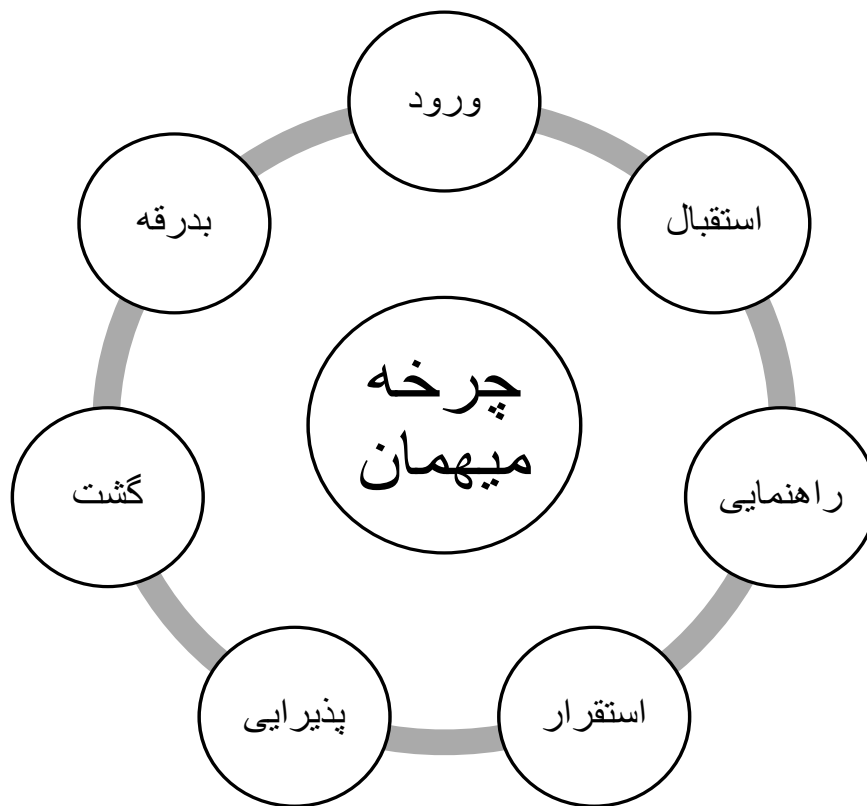 چرخه
میهمان
ورود
استقبال
راهنمایی
استقرار
پذیرایی
گشت
بدرقه